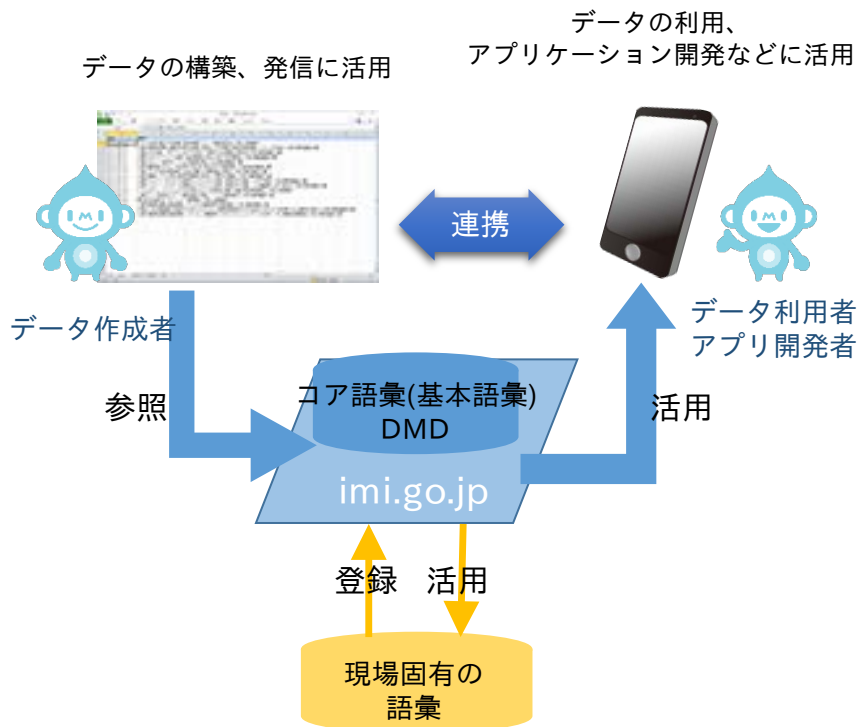 データの利用、
アプリケーション開発などに活用
データの構築、発信に活用
連携
データ作成者
データ利用者
アプリ開発者
参照
コア語彙(基本語彙)
DMD
活用
imi.go.jp
登録
活用
現場固有の
語彙